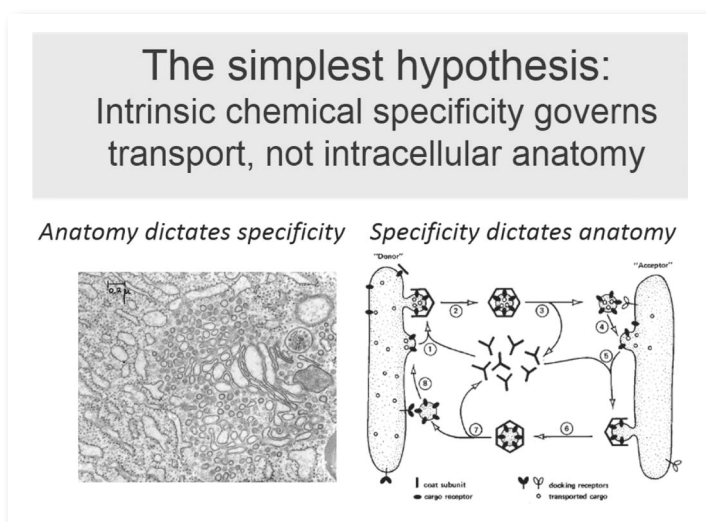 The simplest hypothesis:
Intrinsic chemical specificity governs
transport, not intracellular anatomy
Anatomy dictates specificity
Specificity dictates anatomy
"Donor"
"Acceptor"
2
3
4
1
5
8
7
6
coat subunit
cargo receptor
docking receptors
transported cargo